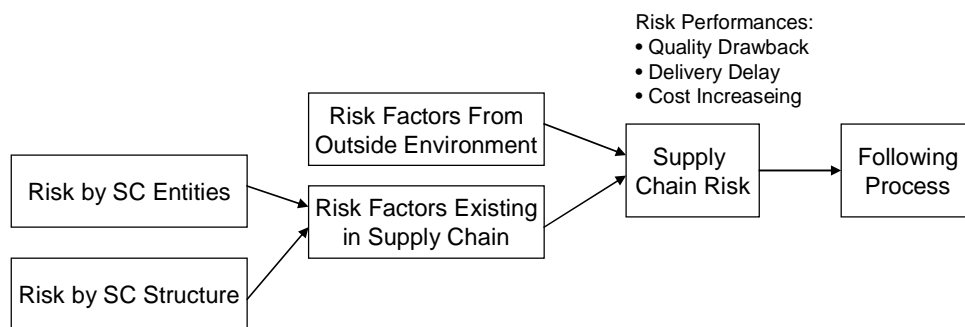 Risk Performances:
• Quality Drawback
• Delivery Delay
• Cost Increaseing
Risk Factors From
Outside Environment
Supply
Chain Risk
Following
Process
Risk by SC Entities
Risk Factors Existing
in Supply Chain
Risk by SC Structure